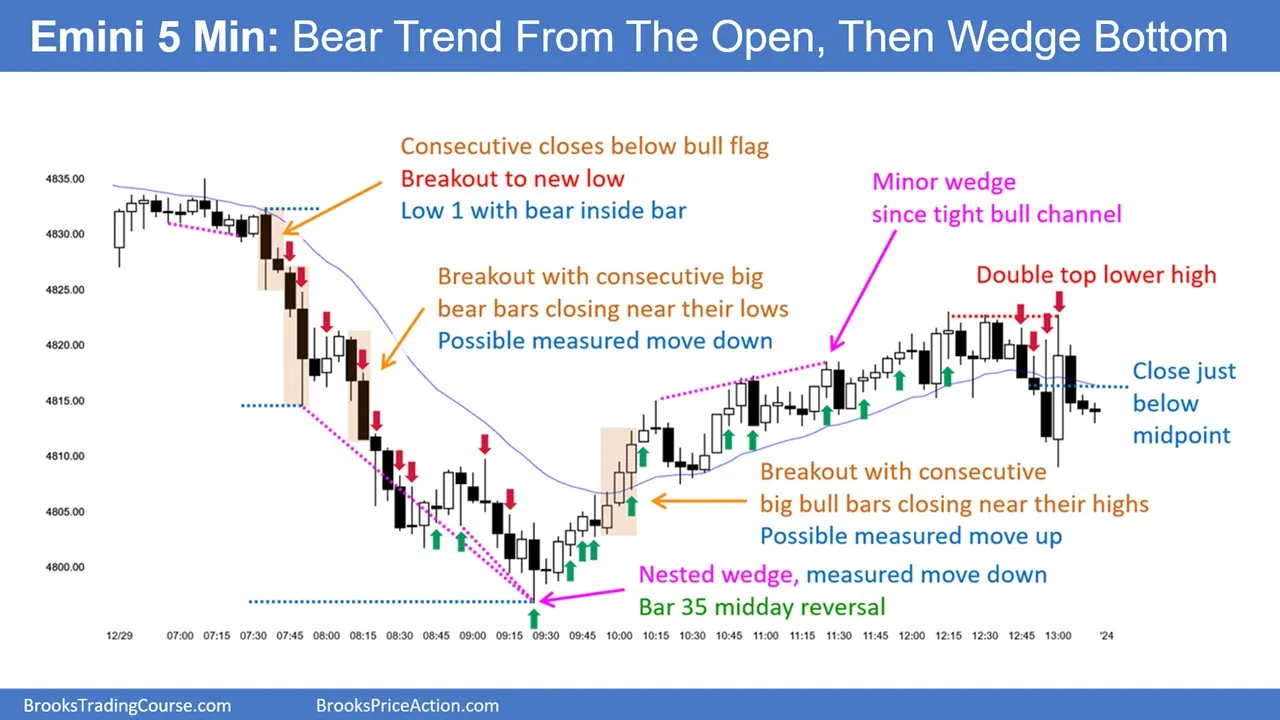 Emini 5 Min: Bear Trend From The Open, Then Wedge Bottom
Consecutive closes below bull flag
Breakout to new low
Low 1 with bear inside bar
Minor wedge
since tight bull channel
Breakout with consecutive big
bear bars closing near their lows
Possible measured move down
Double top lower high
Close just
below
midpoint
Breakout with consecutive
big bull bars closing near their highs
Possible measured move up
Nested wedge, measured move down
Bar 35 midday reversal
4835.00
4830.00
4825.00
4820.00
4815.00
4810.00
4805.00
4800.00
12/29 07:00 07:15 07:30 07:45 08:00 08:15 08:30 08:45 09:00 09:15 09:30 09:45 10:00 10:15 10:30 10:45 11:00 11:15 11:30 11:45 12:00 12:15 12:30 12:45 13:00 '24
BrooksTradingCourse.com BrooksPriceAction.com